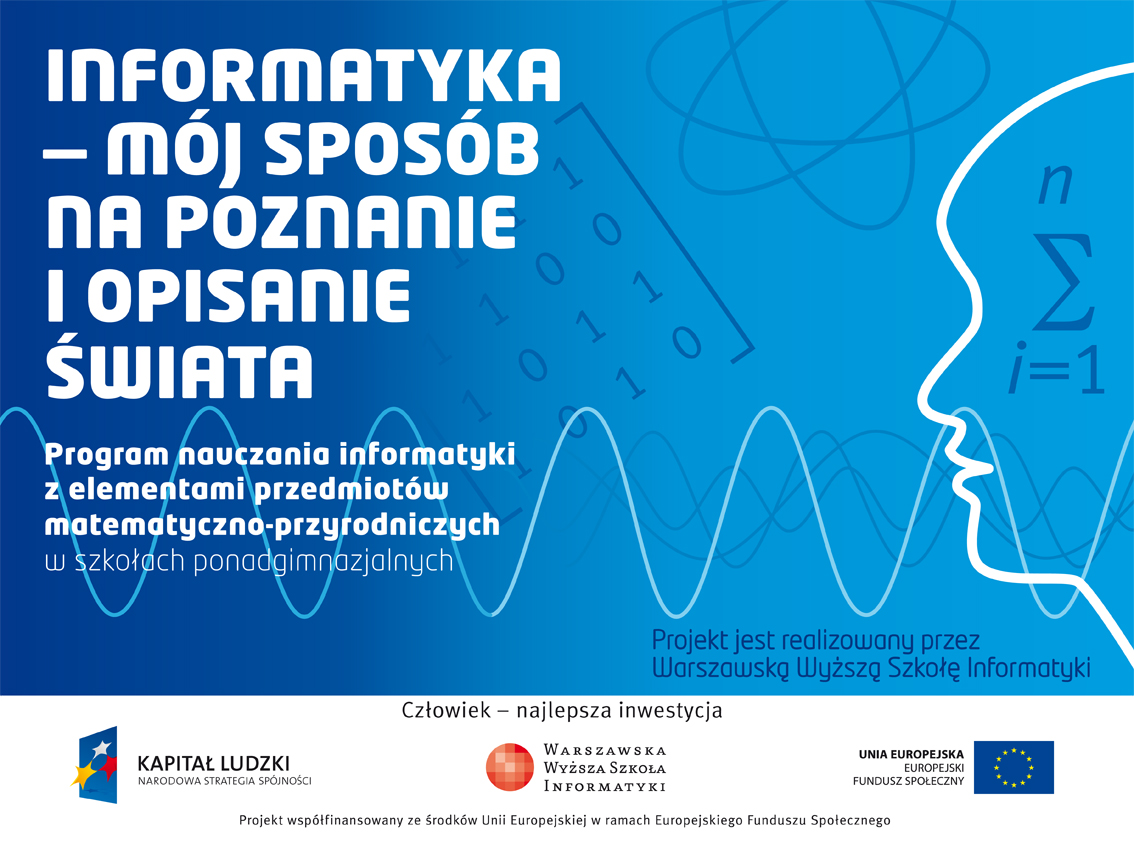 INFORMATYKA
– MÓJ SPOSÓB
NA POZNANIE
I OPISANIE
ŚWIATA
Program nauczania informatyki
z elementami przedmiotów
matematyczno-przyrodniczych
w szkołach ponadgimnazjalnych
n
Σ
i=1
Projekt jest realizowany przez
Warszawską Wyższą Szkołę Informatyki
Człowiek – najlepsza inwestycja
KAPITAŁ LUDZKI
NARODOWA STRATEGIA SPÓJNOŚCI
WARSZAWSKA
WYŻSZA SZKOŁA
INFORMATYKI
UNIA EUROPEJSKA
EUROPEJSKI
FUNDUSZ SPOŁECZNY
Projekt współfinansowany ze środków Unii Europejskiej w ramach Europejskiego Funduszu Społecznego